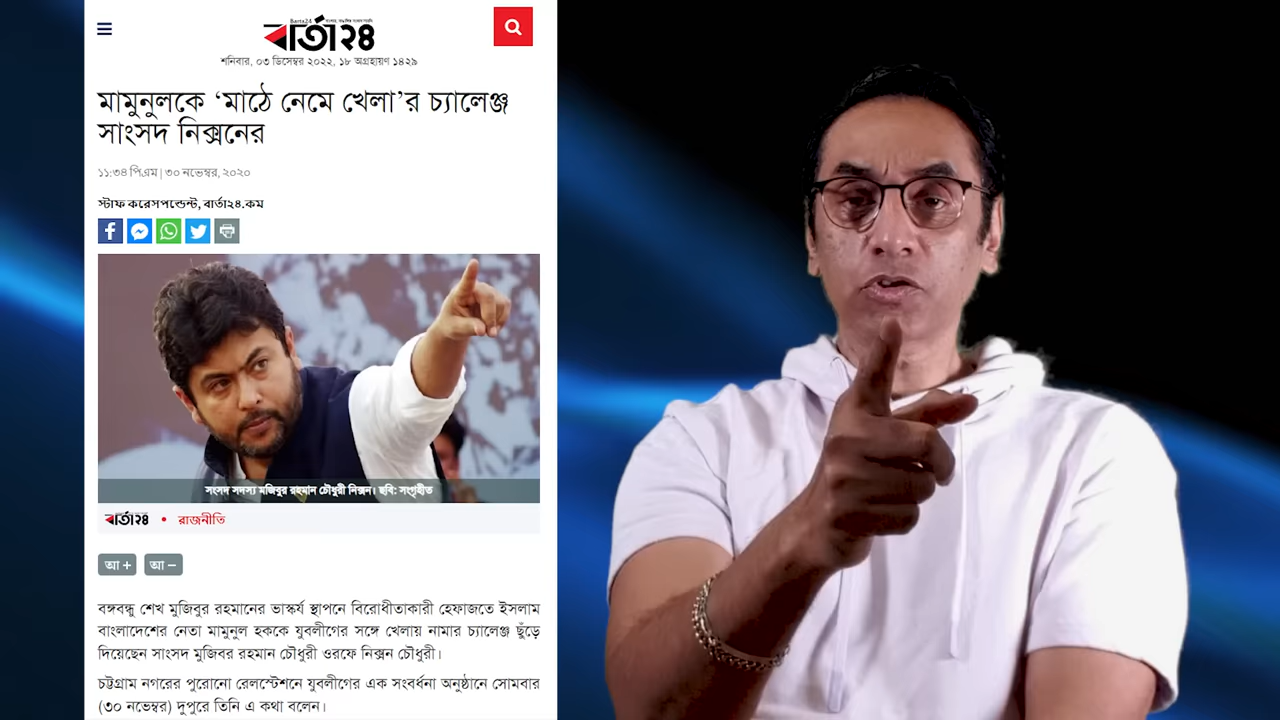 Barta24
বার্তা২৪
শনিবার, ০৩ ডিসেম্বর ২০২২, ১৮ অগ্রহায়ণ ১৪২৯
মামুনুলকে ‘মাঠে নেমে খেলা’র চ্যালেঞ্জ
সাংসদ নিক্সনের
১১:৩৪ পি.এম | ৩০ নভেম্বর, ২০২০
স্টাফ করেসপন্ডেন্ট, বার্তা২৪.কম
সংসদ সদস্য মজিবুর রহমান চৌধুরী নিক্সন। ছবি: সংগৃহীত
বার্তা২৪ • রাজনীতি
আ + আ −
বঙ্গবন্ধু শেখ মুজিবুর রহমানের ভাস্কর্য স্থাপনে বিরোধীতাকারী হেফাজতে ইসলাম
বাংলাদেশের নেতা মামুনুল হককে যুবলীগের সঙ্গে খেলায় নামার চ্যালেঞ্জ ছুঁড়ে
দিয়েছেন সাংসদ মুজিবর রহমান চৌধুরী ওরফে নিক্সন চৌধুরী।
চট্টগ্রাম নগরের পুরোনো রেলস্টেশনে যুবলীগের এক সংবর্ধনা অনুষ্ঠানে সোমবার
(৩০ নভেম্বর) দুপুরে তিনি এ কথা বলেন।